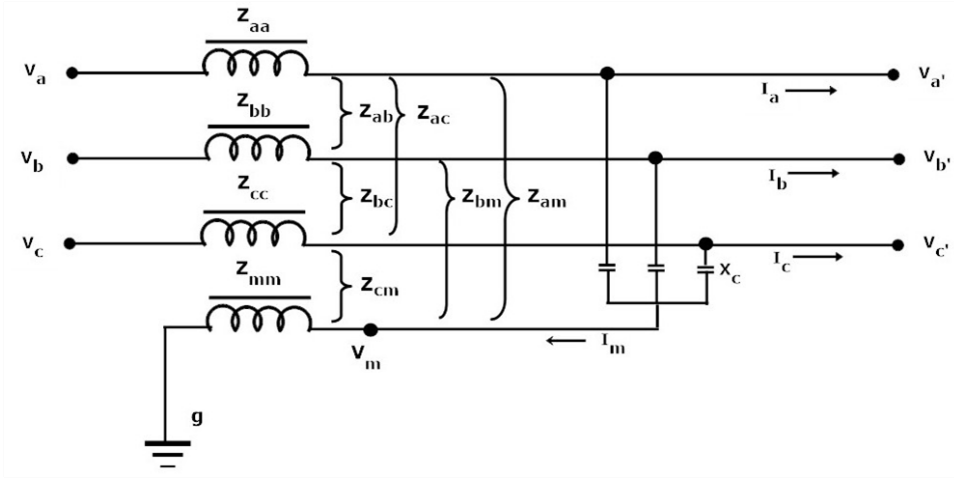 Zaa
Va
Va'
Ia
Zbb
Zab
Zac
Vb
Vb'
Ib
Zcc
Zbc
Zbm
Zam
Vc
Vc'
Ic
Zmm
Zcm
Xc
Vm
Im
g